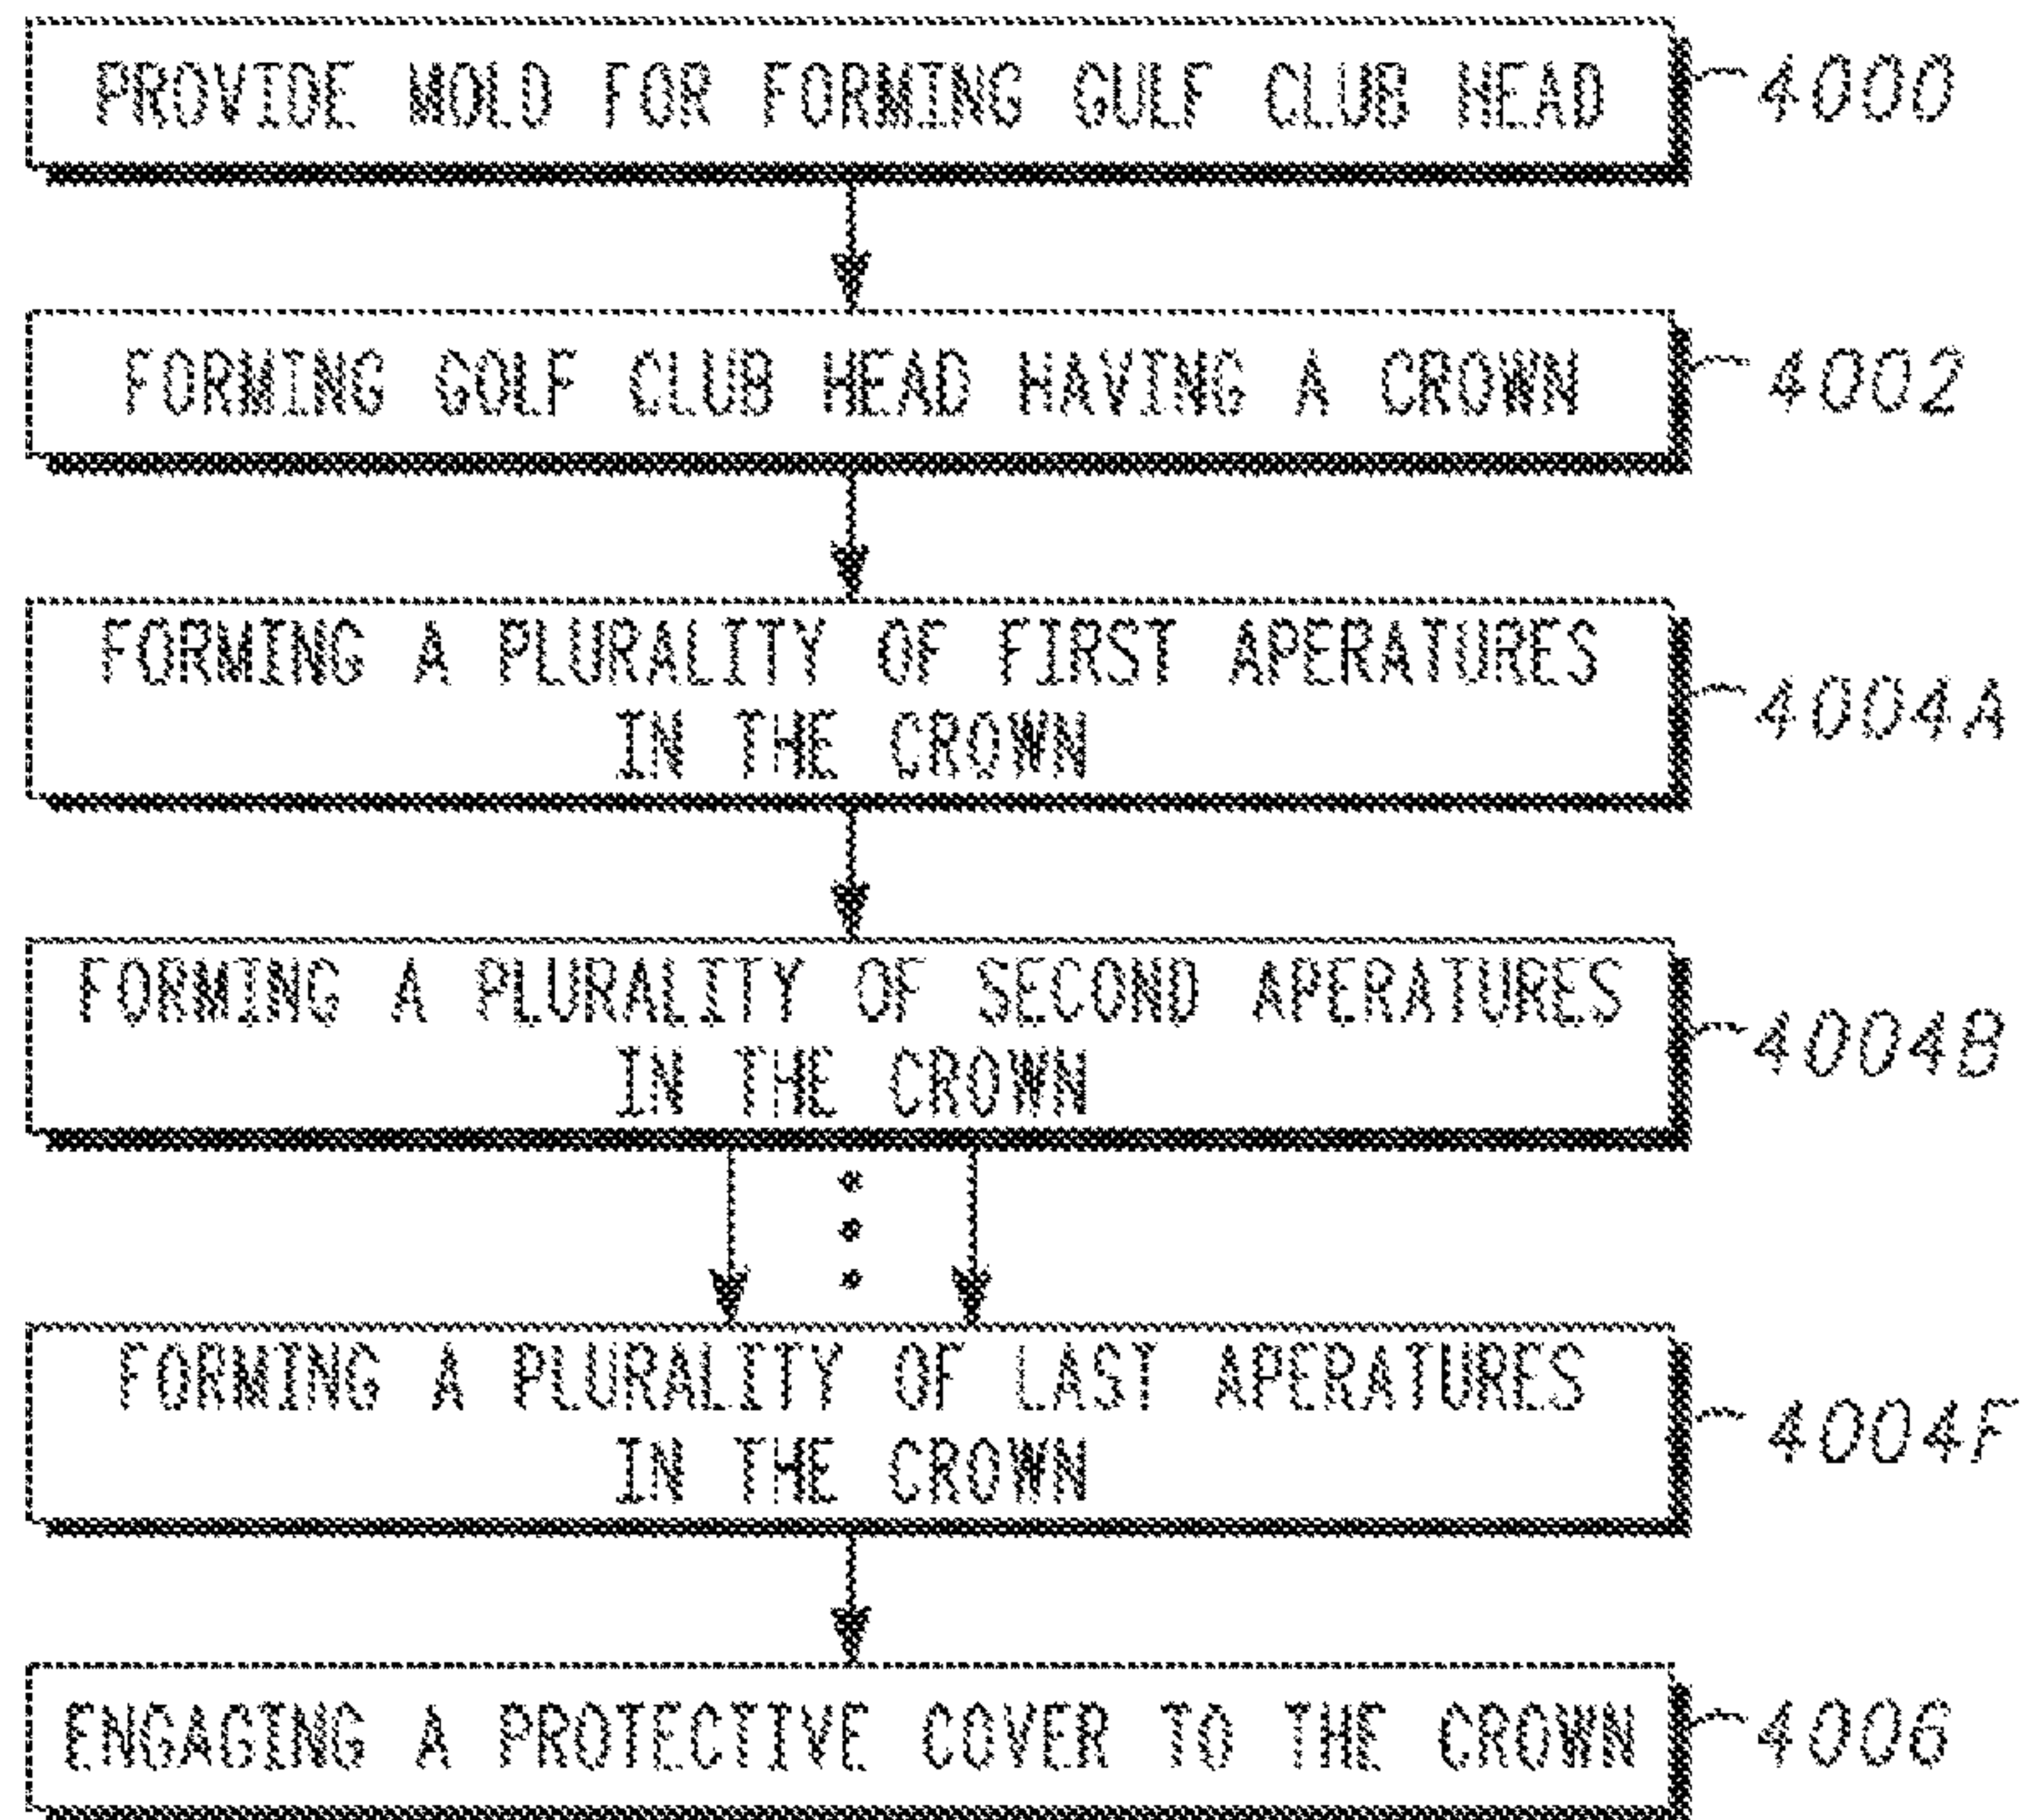 PROVIDE MOLD FOR FORMING GULF CLUB HEAD
4000
FORMING GOLF CLUB HEAD HAVING A CROWN
4002
FORMING A PLURALITY OF FIRST APERATURES
IN THE CROWN
4004A
FORMING A PLURALITY OF SECOND APERATURES
IN THE CROWN
4004B
FORMING A PLURALITY OF LAST APERATURES
IN THE CROWN
4004F
ENGAGING A PROTECTIVE COVER TO THE CROWN
4006